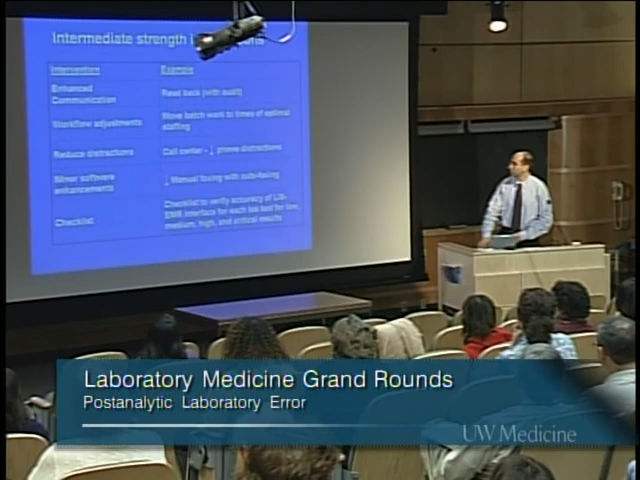 Intermediate strength
Intervention
Example
Enhanced
Communication
Read back (with audit)
Workflow adjustments
Move batch work to times of optimal
staffing
Reduce distractions
Call center - ↓ phone distractions
Minor software
enhancements
↓ Manual faxing with auto-faxing
Checklist
Checklist to verify accuracy of LIS-
EMR interface for each lab test for low,
medium, high, and critical results
Laboratory Medicine Grand Rounds
Postanalytic Laboratory Error
UW Medicine